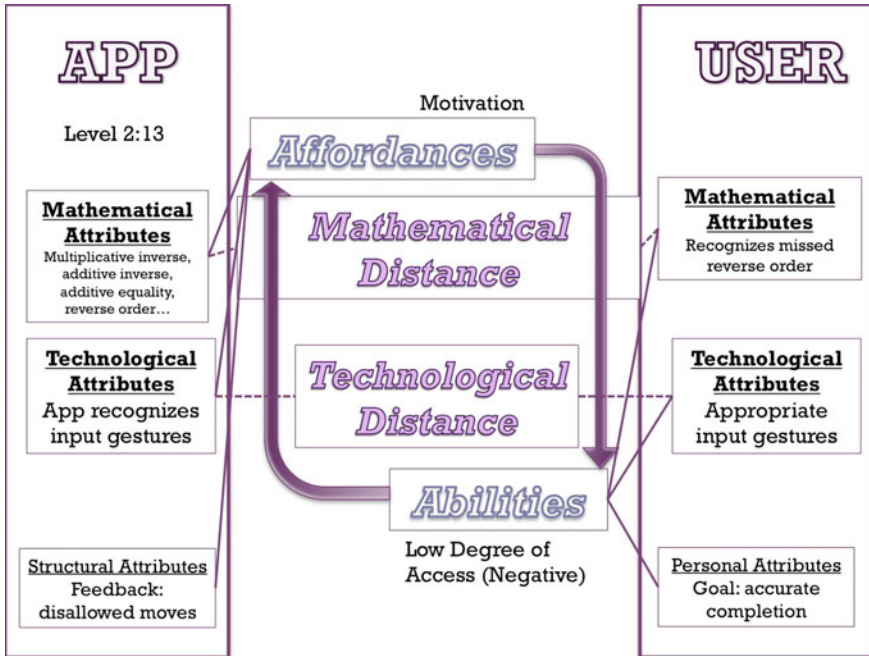 APP
Level 2:13
Mathematical
Attributes
Multiplicative inverse,
additive inverse,
additive equality,
reverse order...
Technological
Attributes
App recognizes
input gestures
Structural Attributes
Feedback:
disallowed moves
Motivation
Affordances
Mathematical
Distance
Technological
Distance
Abilities
Low Degree of
Access (Negative)
USER
Mathematical
Attributes
Recognizes missed
reverse order
Technological
Attributes
Appropriate
input gestures
Personal Attributes
Goal: accurate
completion